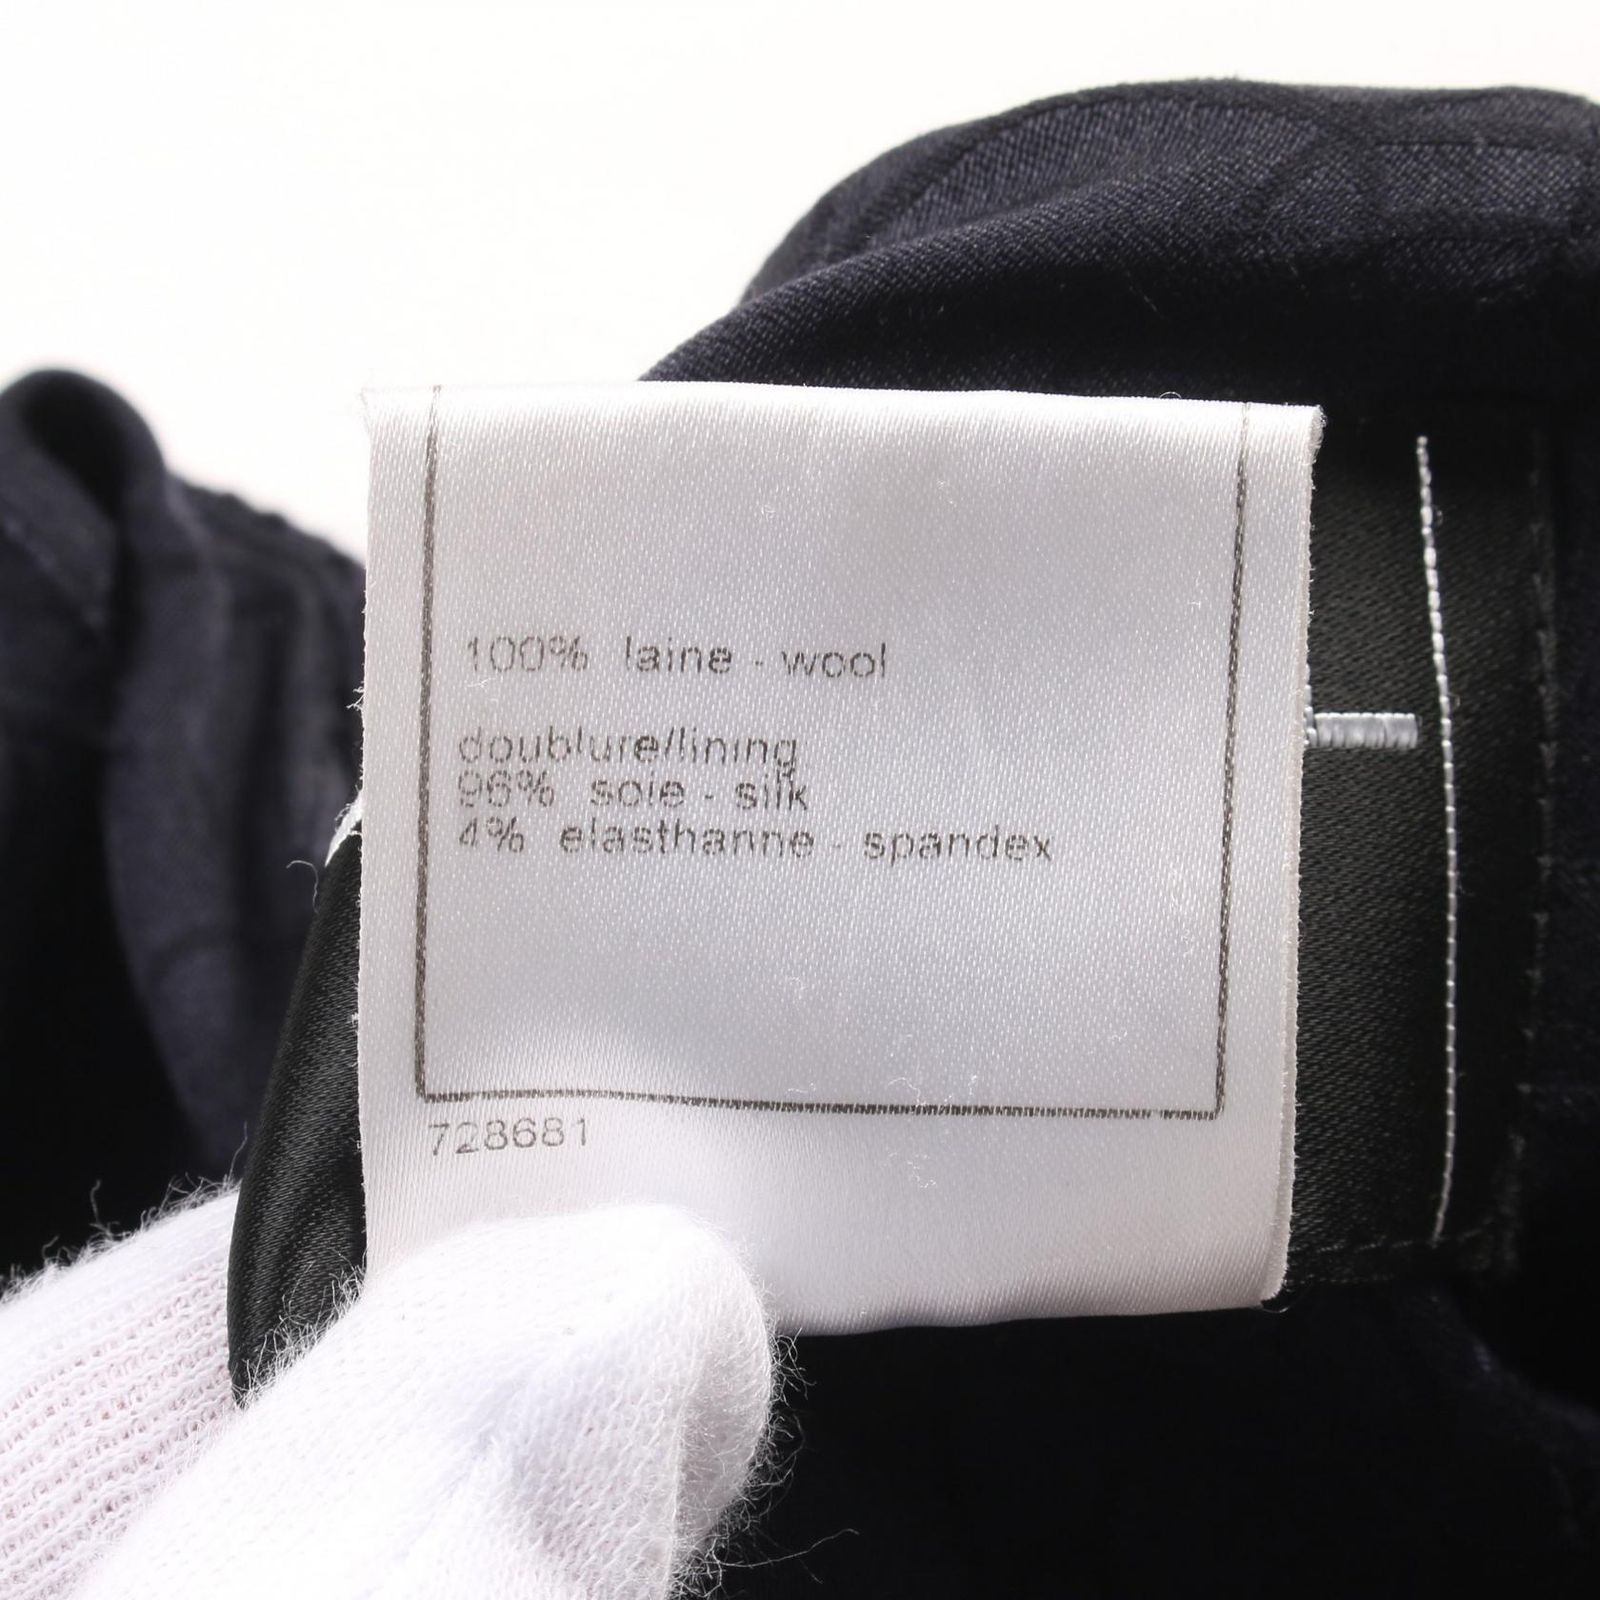 100% laine - wool
doublure/lining
96% soie - silk
4% elasthanne - spandex
728681